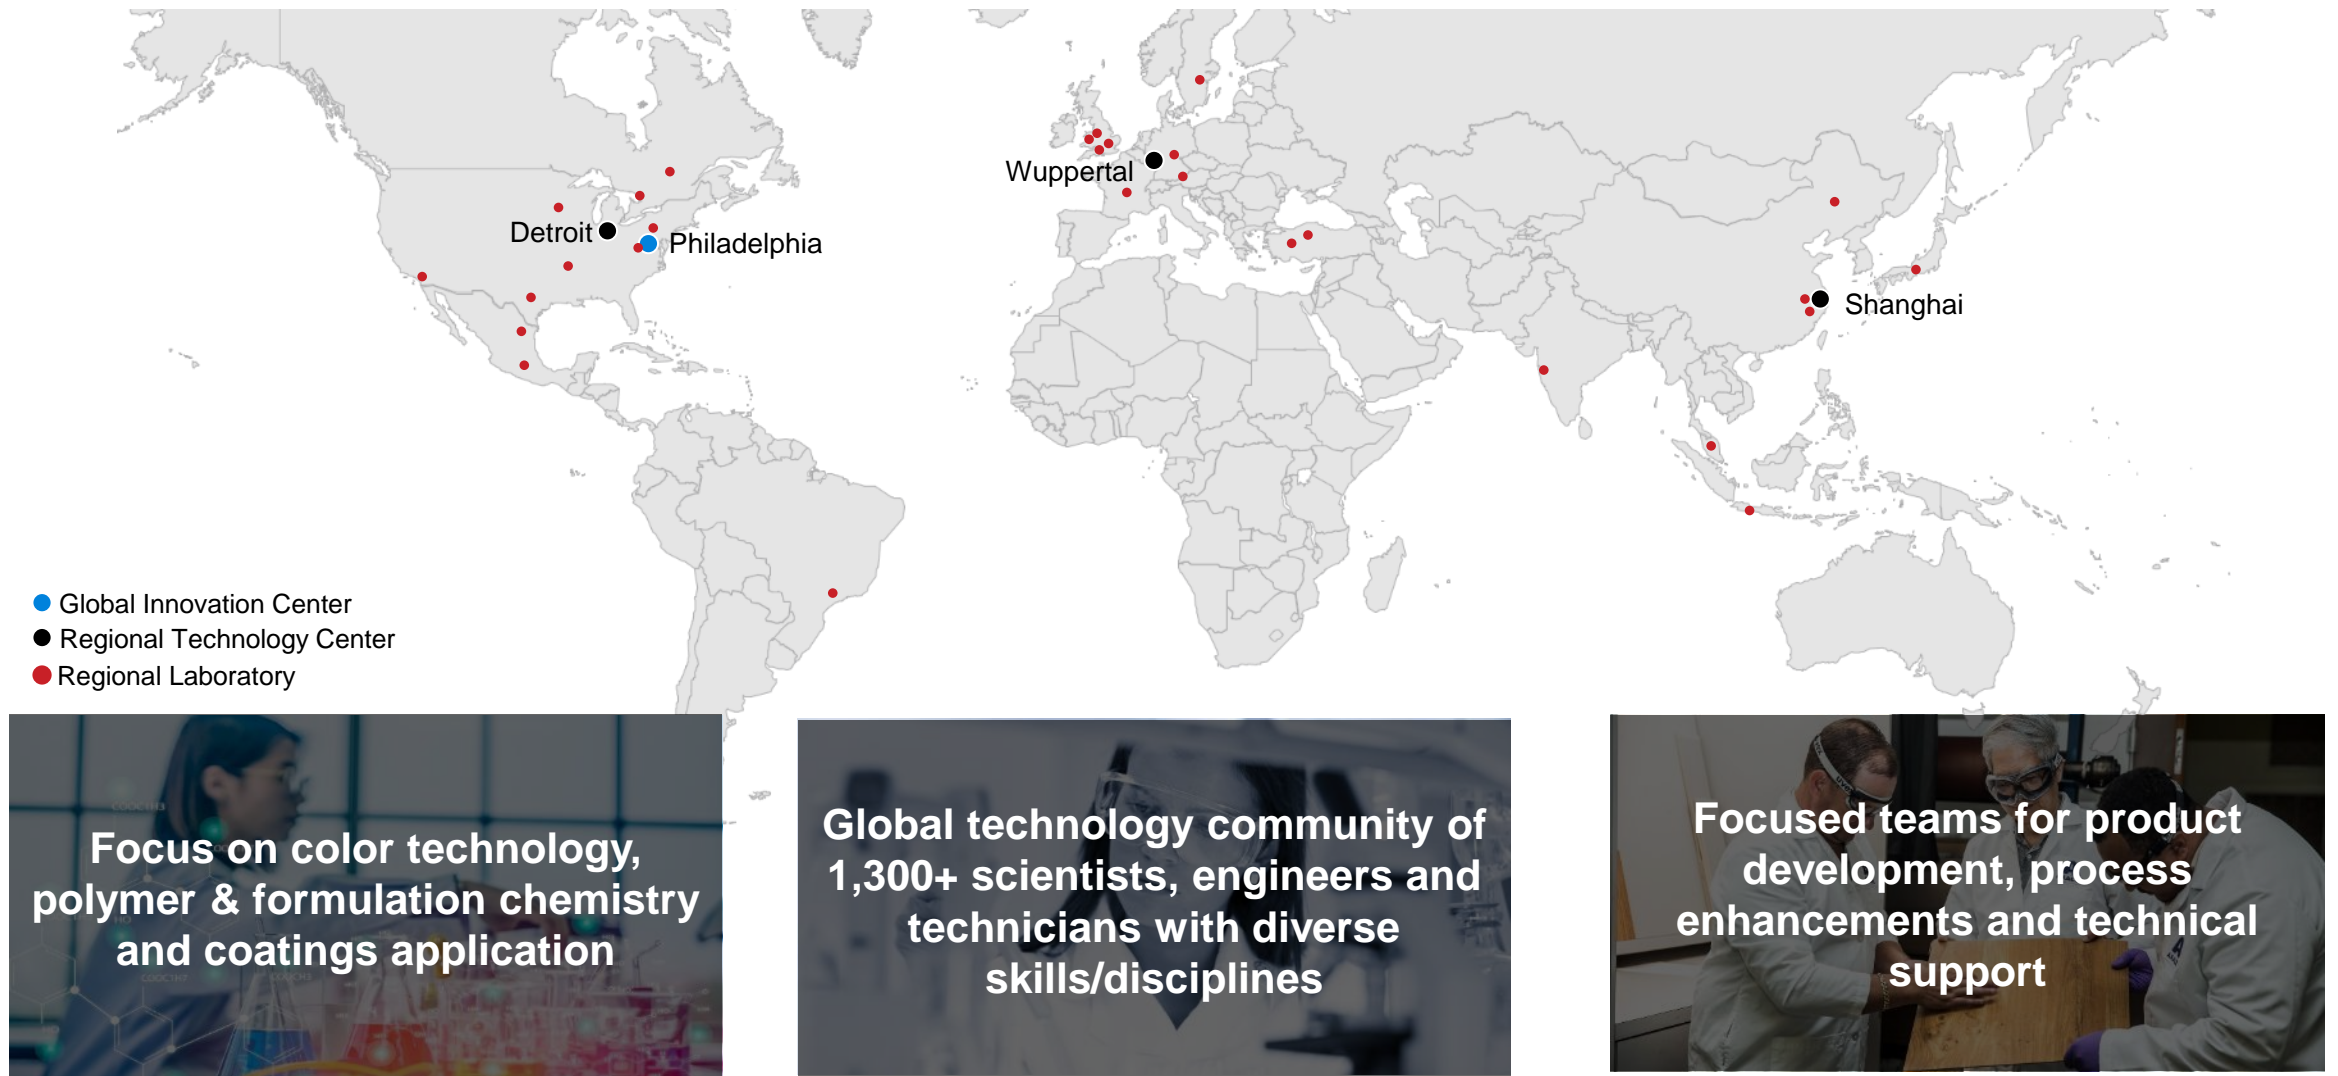 Wuppertal
Detroit
Philadelphia
Shanghai
Global Innovation Center
Regional Technology Center
Regional Laboratory
Focus on color technology,
polymer & formulation chemistry
and coatings application
Global technology community of
1,300+ scientists, engineers and
technicians with diverse
skills/disciplines
Focused teams for product
development, process
enhancements and technical
support